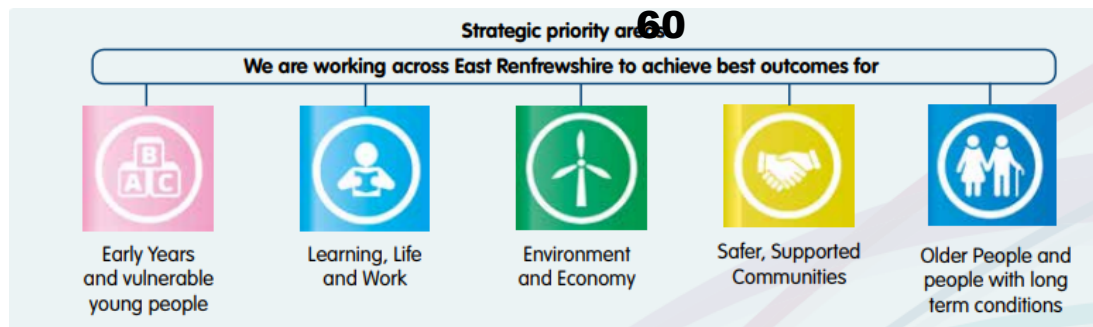 Strategic priority areas
60
We are working across East Renfrewshire to achieve best outcomes for
B
A C
Early Years
and vulnerable
young people
Learning, Life
and Work
Environment
and Economy
Safer, Supported
Communities
Older People and
people with long
term conditions